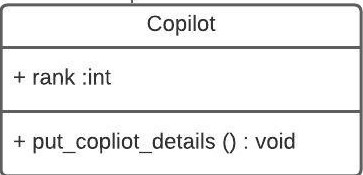 Copilot
+ rank :int
+ put_copliot_details () : void